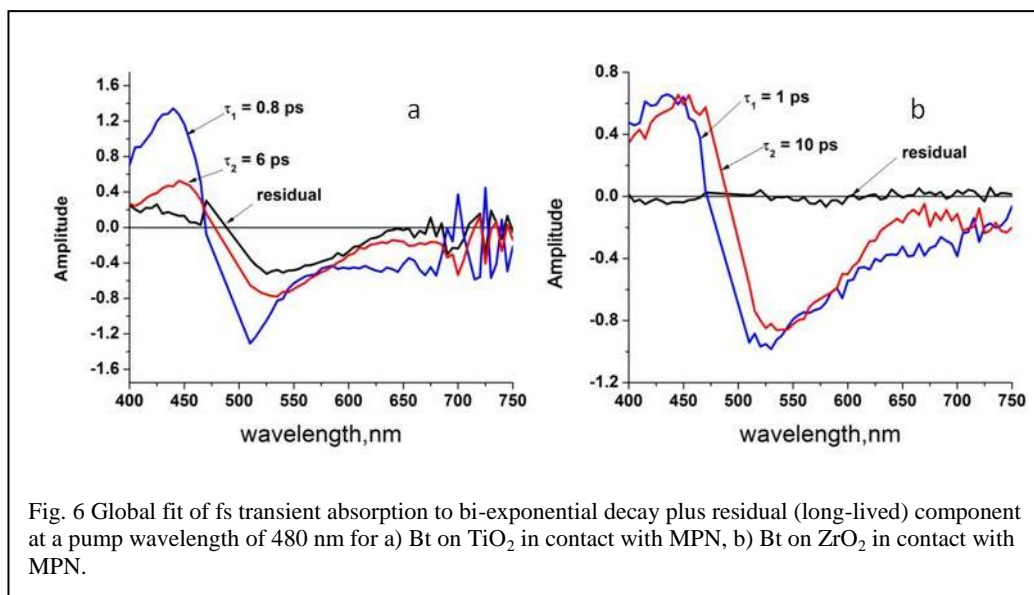 1.6
1.2
0.8
0.4
0.0
-0.4
-0.8
-1.2
-1.6
Amplitude
τ₁ = 0.8 ps
a
τ₂ = 6 ps
residual
400 450 500 550 600 650 700 750
wavelength,nm
0.8
0.4
0.0
-0.4
-0.8
-1.2
Amplitude
b
τ₁ = 1 ps
τ₂ = 10 ps
residual
400 450 500 550 600 650 700 750
wavelength,nm
Fig. 6 Global fit of fs transient absorption to bi-exponential decay plus residual (long-lived) component
at a pump wavelength of 480 nm for a) Bt on TiO₂ in contact with MPN, b) Bt on ZrO₂ in contact with
MPN.